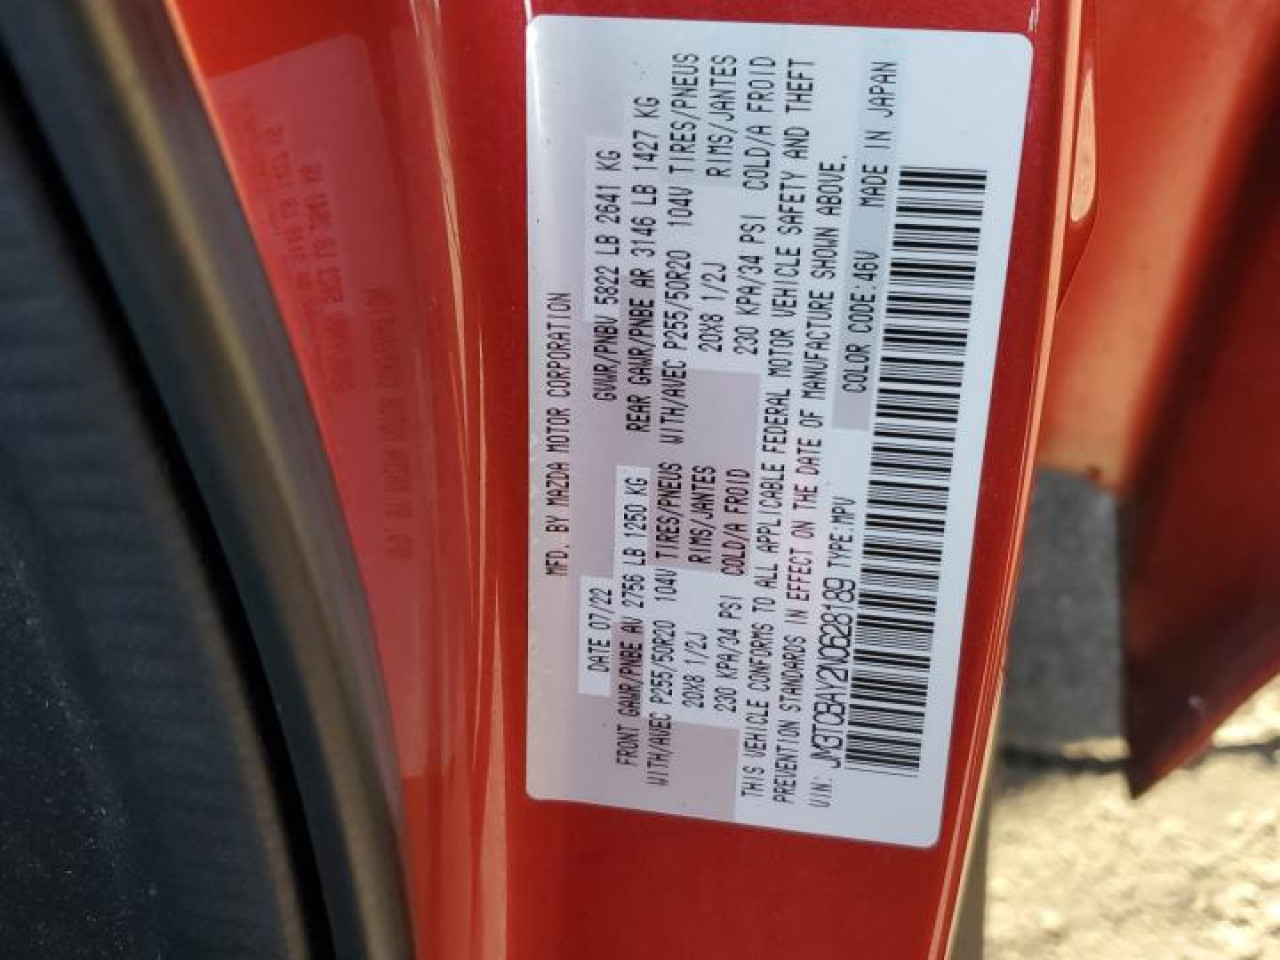 MFD. BY MAZDA MOTOR CORPORATION
DATE 07/22 GVWR/PNBV 5822 LB 2641 KG
FRONT GAWR/PNBE AV 2756 LB 1250 KG REAR GAWR/PNBE AR 3146 LB 1427 KG
WITH/AVEC P255/50R20 104V TIRES/PNEUS WITH/AVEC P255/50R20 104V TIRES/PNEUS
20X8 1/2J RIMS/JANTES 20X8 1/2J RIMS/JANTES
230 KPA/34 PSI COLD/A FROID 230 KPA/34 PSI COLD/A FROID
THIS VEHICLE CONFORMS TO ALL APPLICABLE FEDERAL MOTOR VEHICLE SAFETY AND THEFT
PREVENTION STANDARDS IN EFFECT ON THE DATE OF MANUFACTURE SHOWN ABOVE.
VIN: JM3TCBAY2N0628189 TYPE:MPV COLOR CODE:46V MADE IN JAPAN